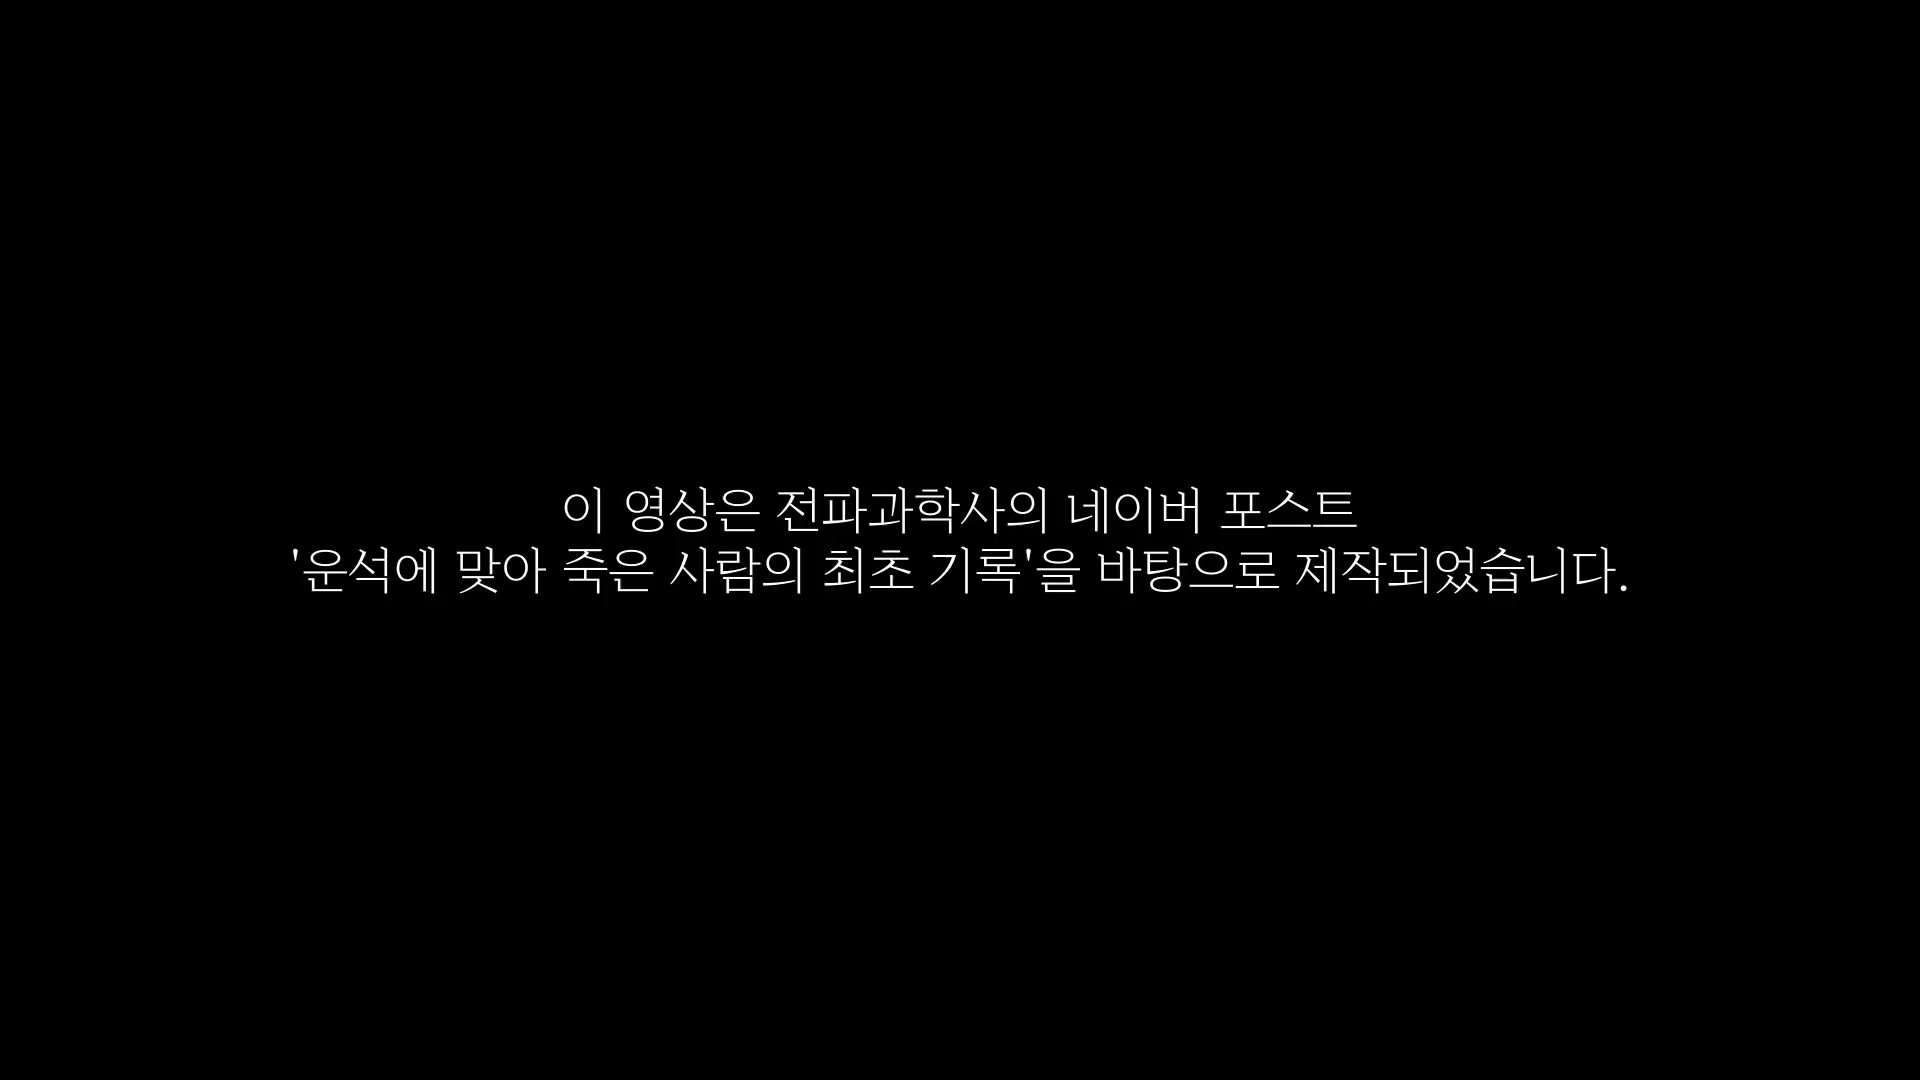 이 영상은 전파과학사의 네이버 포스트
'운석에 맞아 죽은 사람의 최초 기록'을 바탕으로 제작되었습니다.